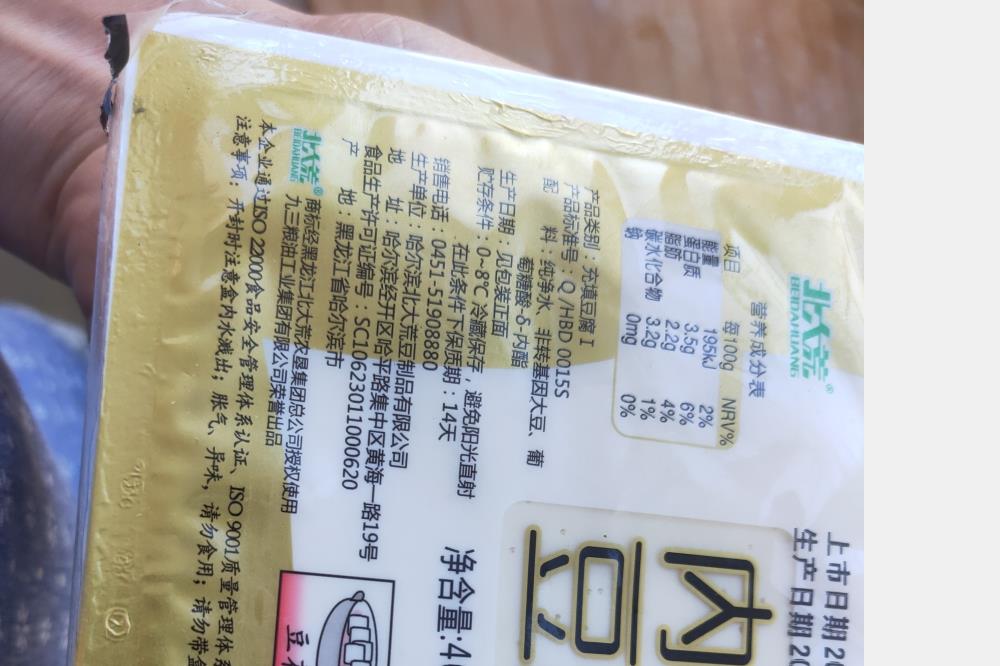 北大荒®
BEIDAHUANG
营养成分表
项目 每100g NRV%
能量 195kJ 2%
蛋白质 3.5g 6%
脂肪 2.2g 4%
碳水化合物 3.2g 1%
钠 0mg 0%
产品类别：充填豆腐 I
产品标准号：Q/HBD 0015S
配 料：纯净水、非转基因大豆、葡
萄糖酸-δ-内酯
生产日期：见包装正面
贮存条件：0-8℃ 冷藏保存，避免阳光直射
在此条件下保质期：14天
销售电话：0451-51908880
生产单位：哈尔滨北大荒豆制品有限公司
地 址：哈尔滨经开区哈平路集中区黄海一路19号
食品生产许可证编号：SC10623011000620
产 地：黑龙江省哈尔滨市
北大荒®
BEIDAHUANG
商标经黑龙江北大荒农垦集团总公司授权使用
九三粮油工业集团有限公司荣誉出品
本企业通过ISO 22000食品安全管理体系认证、ISO 9001质量管理体系
注意事项：开封时注意盒内水溅出；胀气、异味，请勿食用；请勿带盒
上市日期 20
生产日期 20
内
豆
净含量:4
豆